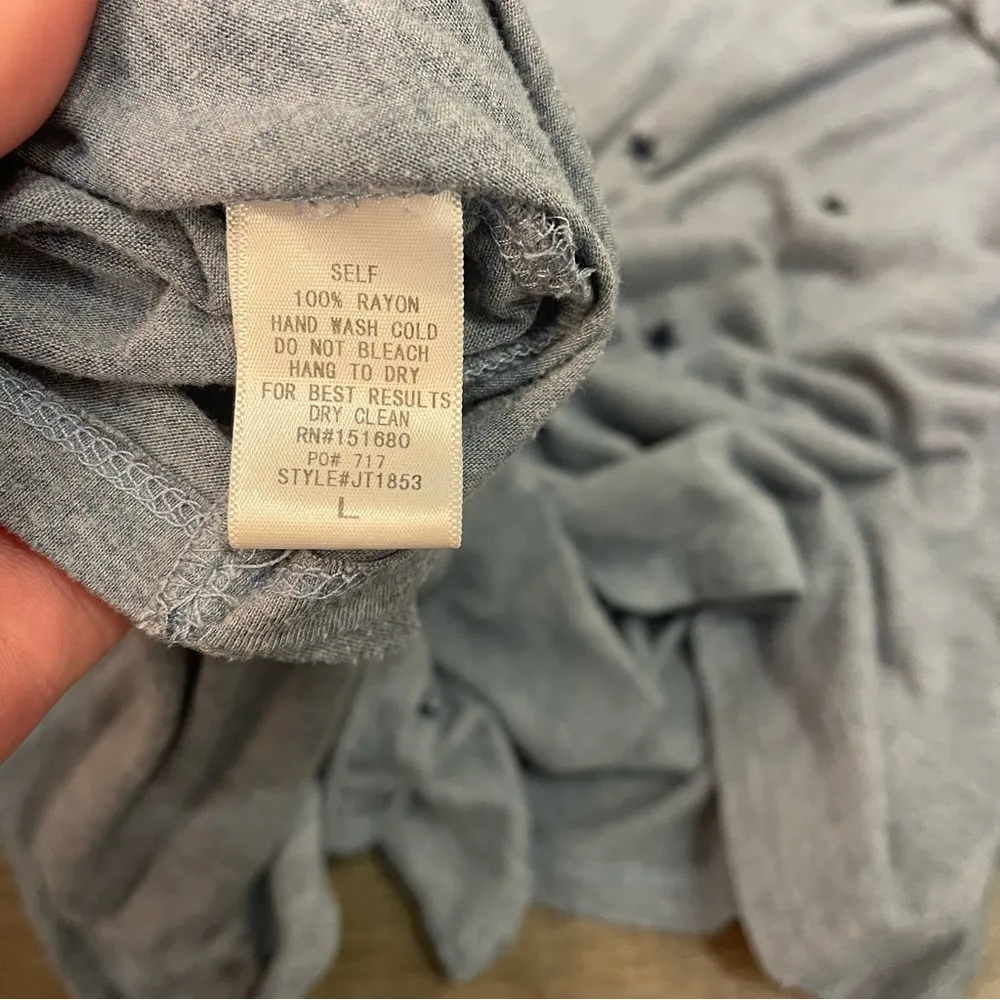 SELF
100% RAYON
HAND WASH COLD
DO NOT BLEACH
HANG TO DRY
FOR BEST RESULTS
DRY CLEAN
RN#151680
PO# 717
STYLE#JT1853
L